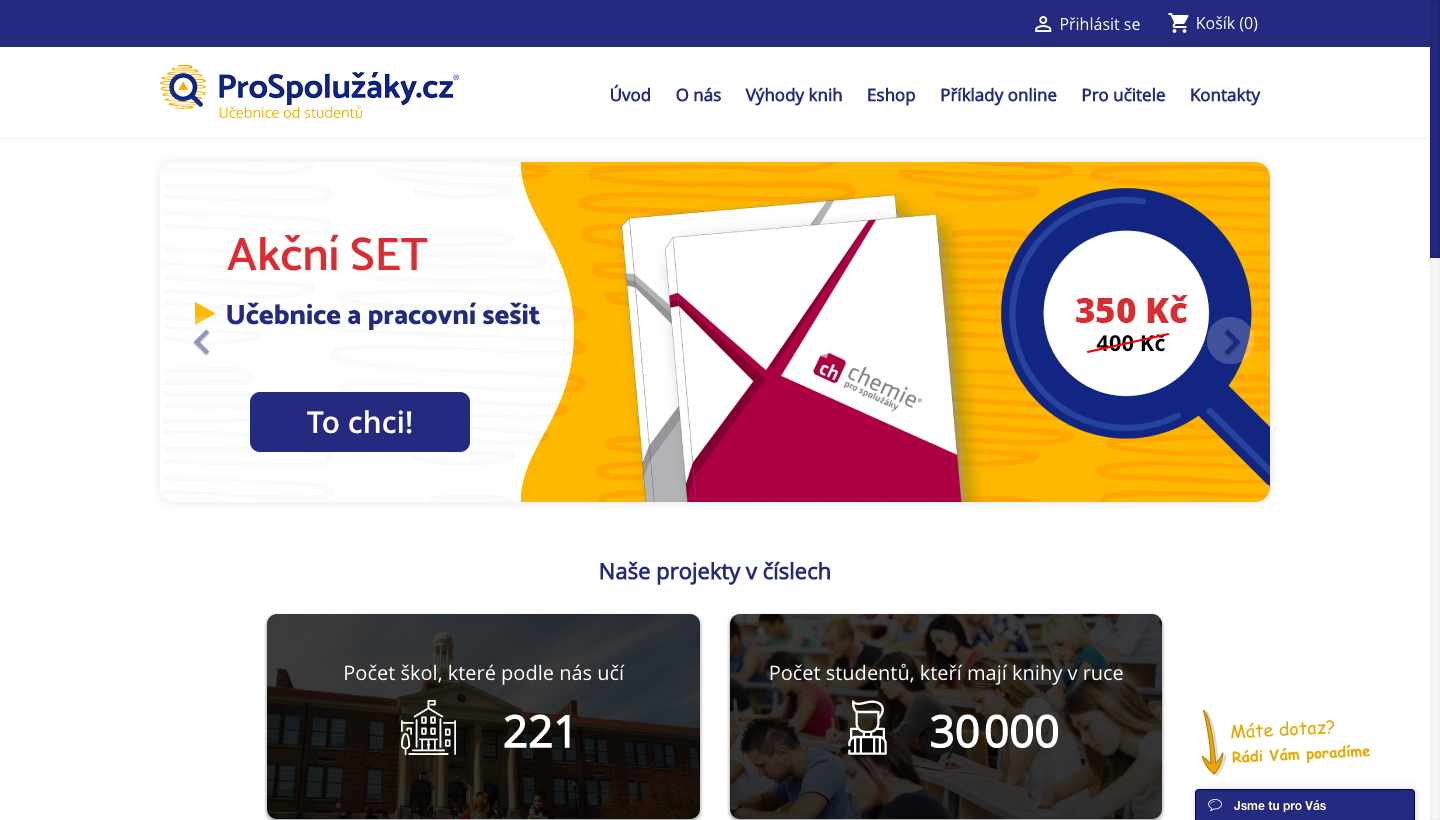 Přihlásit se
Košík (0)
ProSpolužáky.cz®
Učebnice od studentů
Úvod
O nás
Výhody knih
Eshop
Příklady online
Pro učitele
Kontakty
Akční SET
Učebnice a pracovní sešit
To chci!
ch chemie®
pro spolužáky
350 Kč
400 Kč
Naše projekty v číslech
Počet škol, které podle nás učí
221
Počet studentů, kteří mají knihy v ruce
30 000
Máte dotaz?
Rádi Vám poradíme
Jsme tu pro Vás